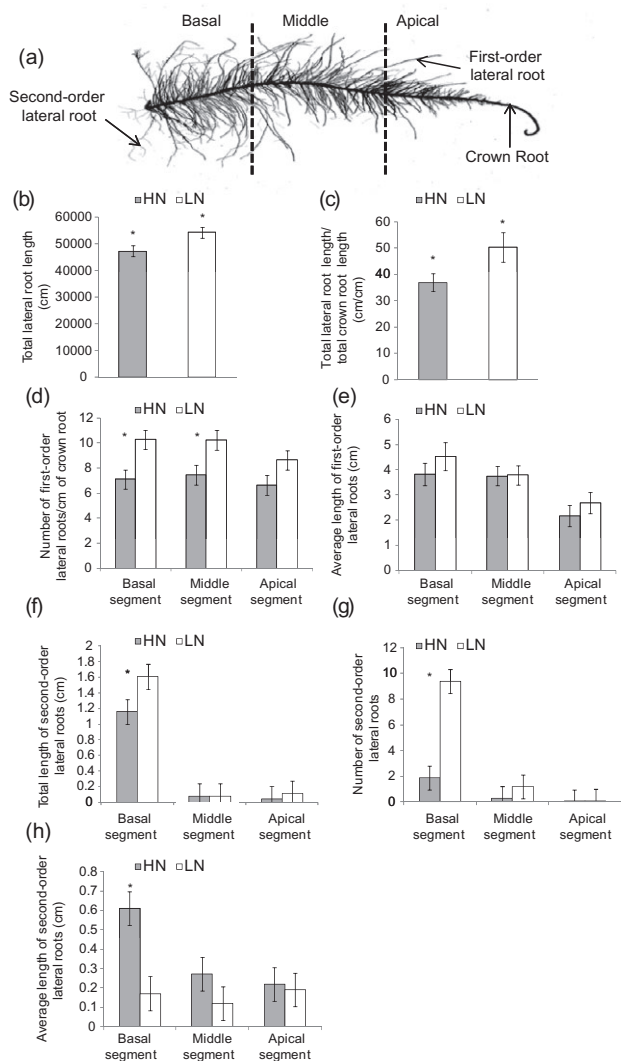 Basal Middle Apical
(a)
First-order
lateral root
Second-order
lateral root
Crown Root
(b)
HN LN
Total lateral root length
(cm)
60000
50000
40000
30000
20000
10000
0
* *
(c)
HN LN
Total lateral root length/
total crown root length
(cm/cm)
60
50
40
30
20
10
0
* *
(d)
HN LN
Number of first-order
lateral roots/cm of crown root
12
10
8
6
4
2
0
* *
Basal
segment
Middle
segment
Apical
segment
(e)
HN LN
Average length of first-order
lateral roots (cm)
6
5
4
3
2
1
0
Basal
segment
Middle
segment
Apical
segment
(f)
HN LN
Total length of second-order
lateral roots (cm)
2
1.8
1.6
1.4
1.2
1
0.8
0.6
0.4
0.2
0
*
Basal
segment
Middle
segment
Apical
segment
(g)
HN LN
Number of second-order
lateral roots
12
10
8
6
4
2
0
*
Basal
segment
Middle
segment
Apical
segment
(h)
HN LN
Average length of second-order
lateral roots (cm)
0.8
0.7
0.6
0.5
0.4
0.3
0.2
0.1
0
*
Basal
segment
Middle
segment
Apical
segment